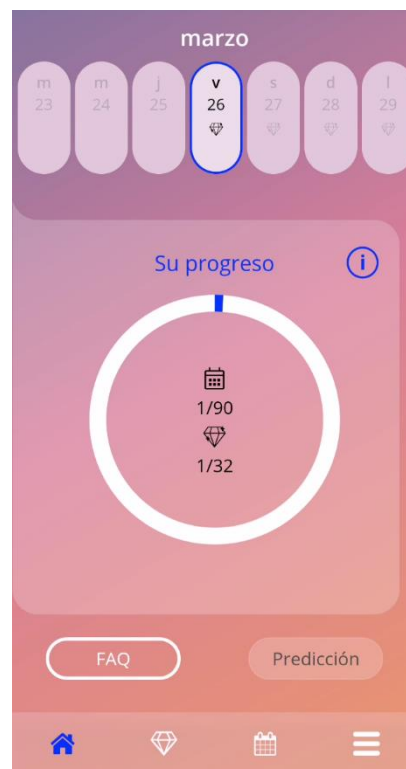 marzo
m m j v s d l
23 24 25 26 27 28 29
Su progreso
i
1/90
1/32
FAQ
Predicción